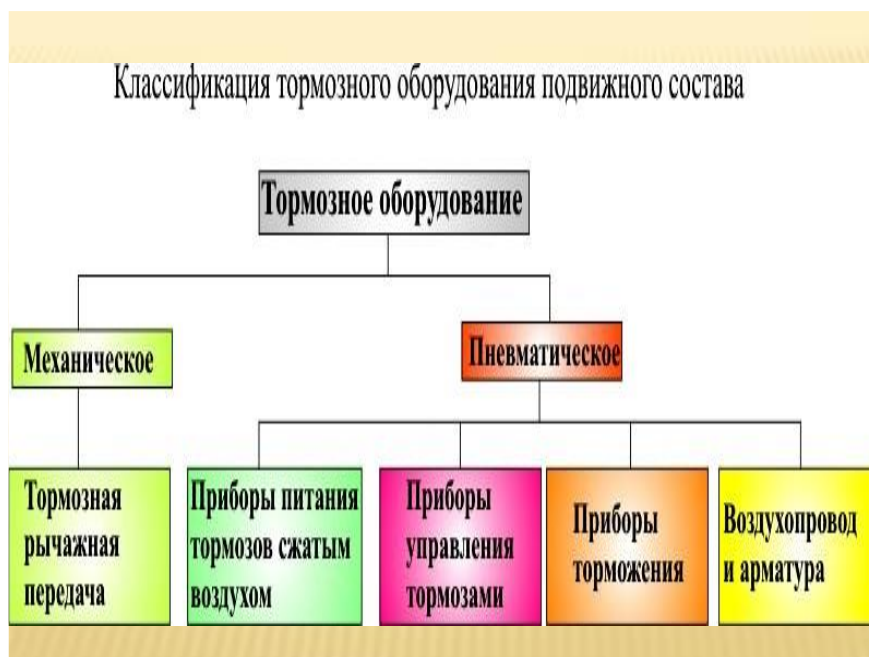 Классификация тормозного оборудования подвижного состава
Тормозное оборудование
Механическое
Пневматическое
Тормозная
рычажная
передача
Приборы питания
тормозов сжатым
воздухом
Приборы
управления
тормозами
Приборы
торможения
Воздухопровод
и арматура